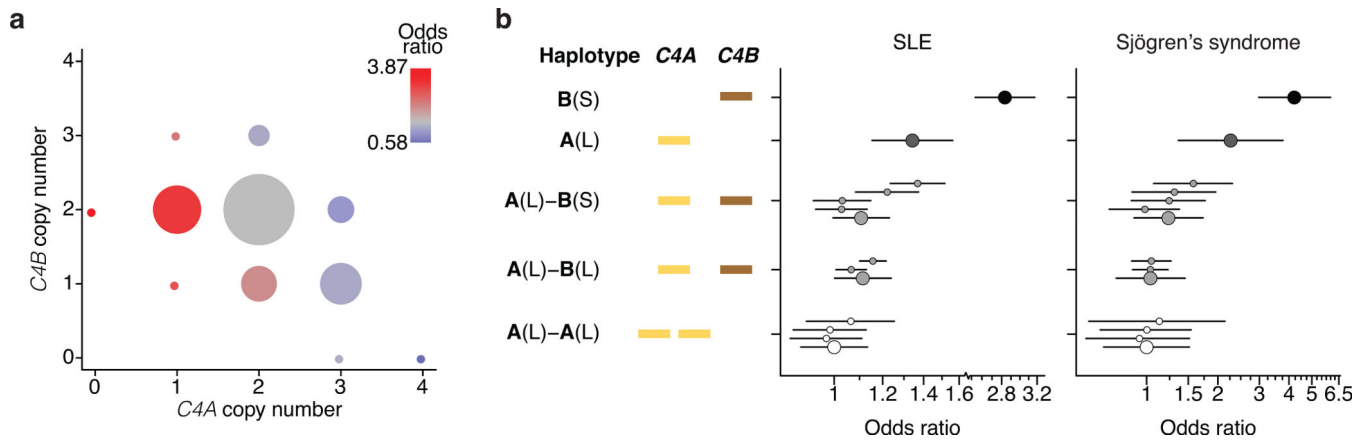 a
Odds
ratio
3.87
0.58
C4B copy number
4
3
2
1
0
0 1 2 3 4
C4A copy number
b
Haplotype C4A C4B
B(S)
A(L)
A(L)–B(S)
A(L)–B(L)
A(L)–A(L)
SLE
1 1.2 1.4 1.6 2.8 3.2
Odds ratio
Sjögren's syndrome
1 1.5 2 3 4 5 6.5
Odds ratio